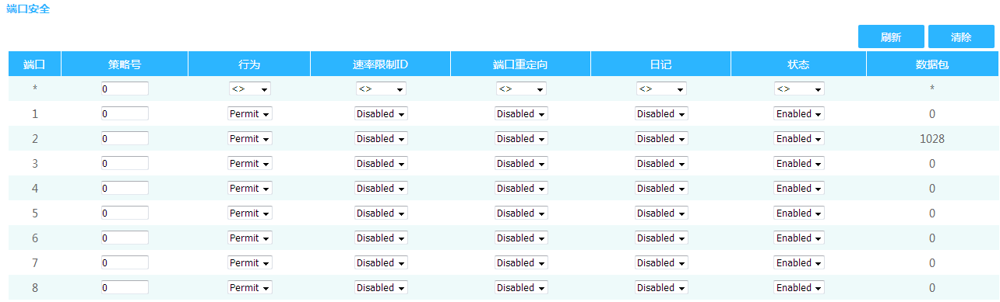 端口安全
刷新 清除
端口 策略号 行为 速率限制ID 端口重定向 日记 状态 数据包
* 0 <> <> <> <> <> *
1 0 Permit Disabled Disabled Disabled Enabled 0
2 0 Permit Disabled Disabled Disabled Enabled 1028
3 0 Permit Disabled Disabled Disabled Enabled 0
4 0 Permit Disabled Disabled Disabled Enabled 0
5 0 Permit Disabled Disabled Disabled Enabled 0
6 0 Permit Disabled Disabled Disabled Enabled 0
7 0 Permit Disabled Disabled Disabled Enabled 0
8 0 Permit Disabled Disabled Disabled Enabled 0